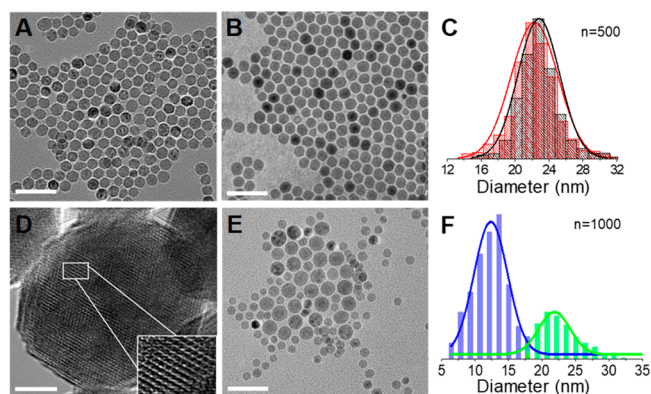 A
B
C
n=500
12 16 20 24 28 32
Diameter (nm)
D
E
F
n=1000
5 10 15 20 25 30 35
Diameter (nm)